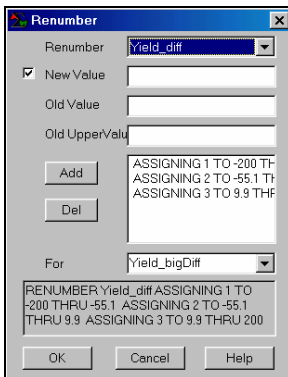 Renumber
Renumber Yield_diff
New Value
Old Value
Old UpperValu
Add
Del
ASSIGNING 1 TO -200 TH
ASSIGNING 2 TO -55.1 T
ASSIGNING 3 TO 9.9 THF
For Yield_bigDiff
RENUMBER Yield_diff ASSIGNING 1 TO
-200 THRU -55.1 ASSIGNING 2 TO -55.1
THRU 9.9 ASSIGNING 3 TO 9.9 THRU 200
OK Cancel Help